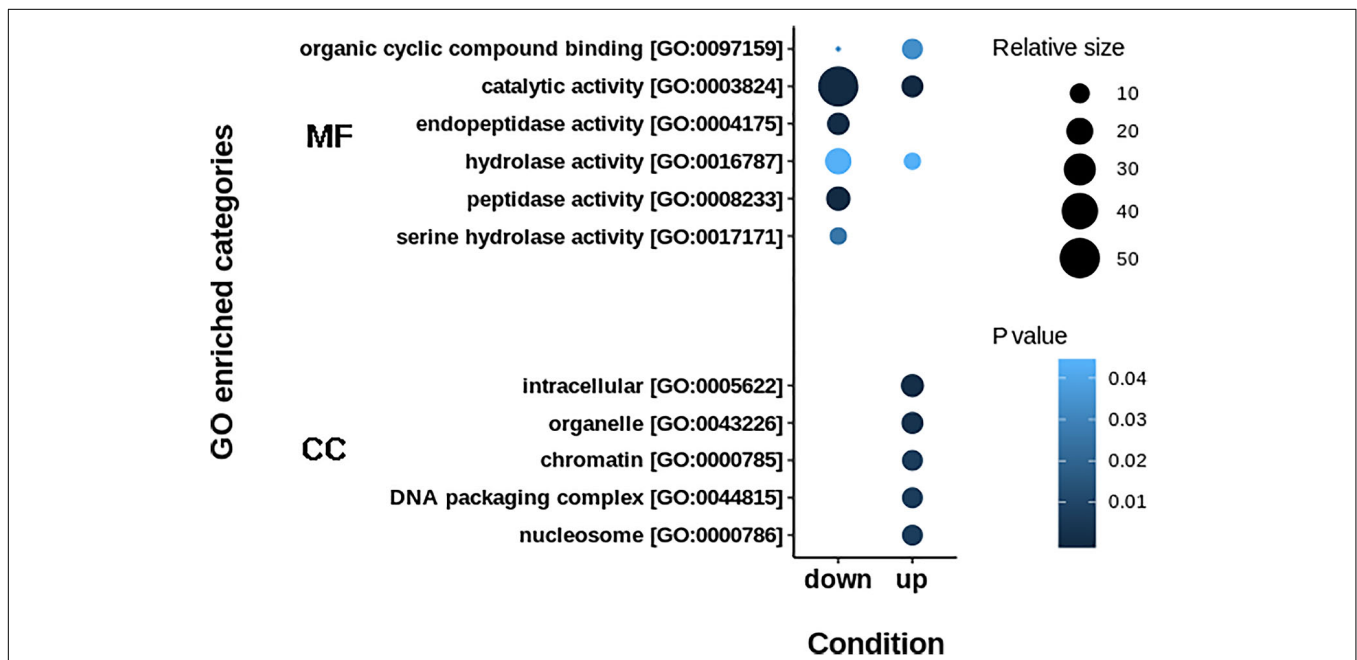 GO enriched categories
MF
organic cyclic compound binding [GO:0097159]
catalytic activity [GO:0003824]
endopeptidase activity [GO:0004175]
hydrolase activity [GO:0016787]
peptidase activity [GO:0008233]
serine hydrolase activity [GO:0017171]
CC
intracellular [GO:0005622]
organelle [GO:0043226]
chromatin [GO:0000785]
DNA packaging complex [GO:0044815]
nucleosome [GO:0000786]
down up
Condition
Relative size
10
20
30
40
50
P value
0.04
0.03
0.02
0.01